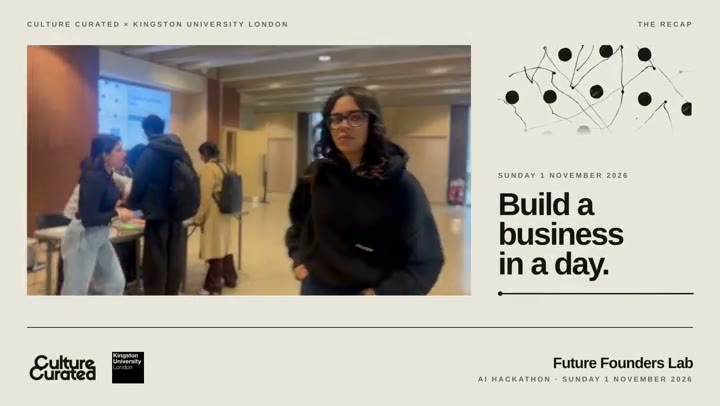 CULTURE CURATED × KINGSTON UNIVERSITY LONDON
THE RECAP
SUNDAY 1 NOVEMBER 2026
Build a
business
in a day.
Culture
Curated
Kingston
University
London
Future Founders Lab
AI HACKATHON · SUNDAY 1 NOVEMBER 2026